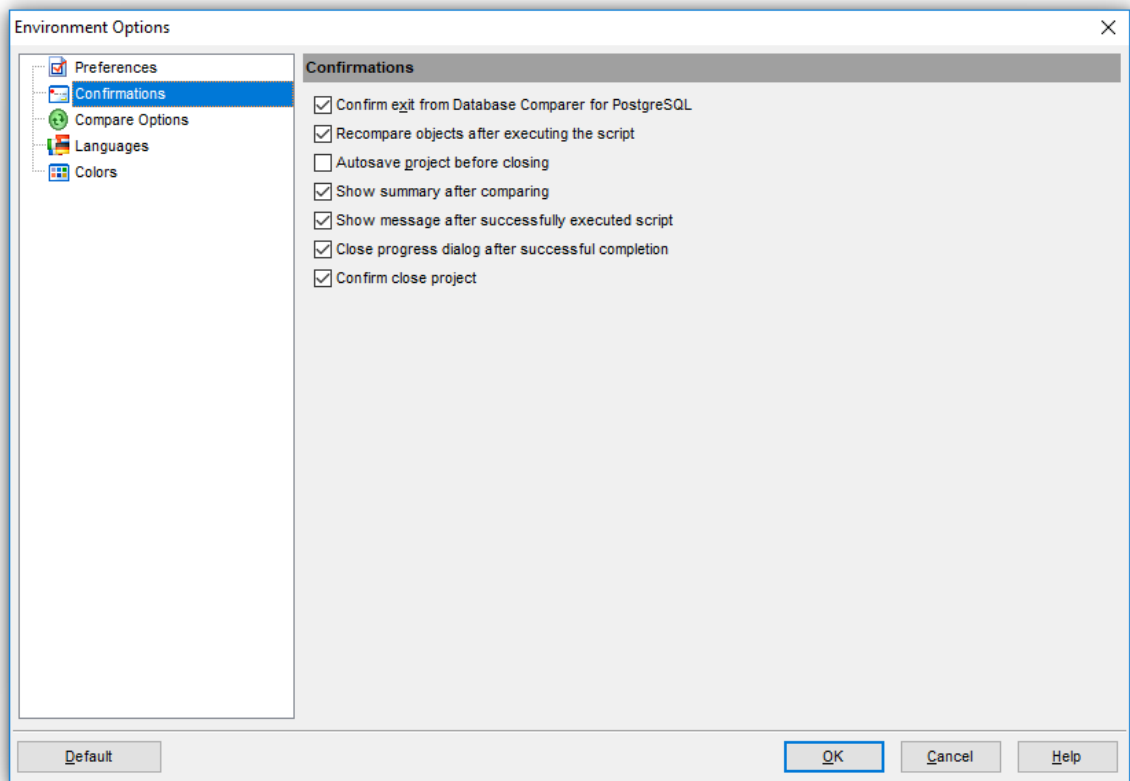 Environment Options
Preferences
Confirmations
Compare Options
Languages
Colors
Confirmations
Confirm exit from Database Comparer for PostgreSQL
Recompare objects after executing the script
Autosave project before closing
Show summary after comparing
Show message after successfully executed script
Close progress dialog after successful completion
Confirm close project
Default
OK
Cancel
Help